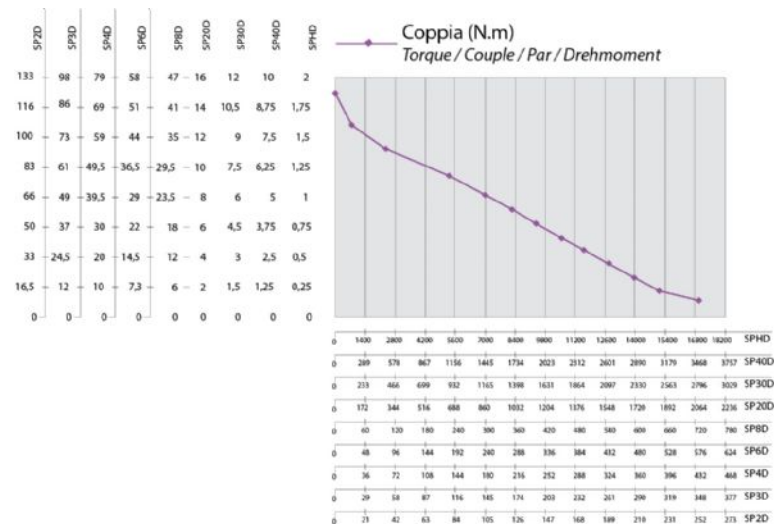 SP2D SP3D SP4D SP6D SP8D SP20D SP30D SP40D SPHD
Coppia (N.m)
Torque / Couple / Par / Drehmoment
133 98 79 58 47 16 12 10 2
116 86 69 51 41 14 10,5 8,75 1,75
100 73 59 44 35 12 9 7,5 1,5
83 61 49,5 36,5 29,5 10 7,5 6,25 1,25
66 49 39,5 29 23,5 8 6 5 1
50 37 30 22 18 6 4,5 3,75 0,75
33 24,5 20 14,5 12 4 3 2,5 0,5
16,5 12 10 7,3 6 2 1,5 1,25 0,25
0 0 0 0 0 0 0 0 0
0 1400 2800 4200 5600 7000 8400 9800 11200 12600 14000 15400 16800 18200 SPHD
0 289 578 867 1156 1445 1734 2023 2312 2601 2890 3179 3468 3757 SP40D
0 233 466 699 932 1165 1398 1631 1864 2097 2330 2563 2796 3029 SP30D
0 172 344 516 688 860 1032 1204 1376 1548 1720 1892 2064 2236 SP20D
0 60 120 180 240 300 360 420 480 540 600 660 720 780 SP8D
0 48 96 144 192 240 288 336 384 432 480 528 576 624 SP6D
0 36 72 108 144 180 216 252 288 324 360 396 432 468 SP4D
0 29 58 87 116 145 174 203 232 261 290 319 348 377 SP3D
0 21 42 63 84 105 126 147 168 189 210 231 252 273 SP2D